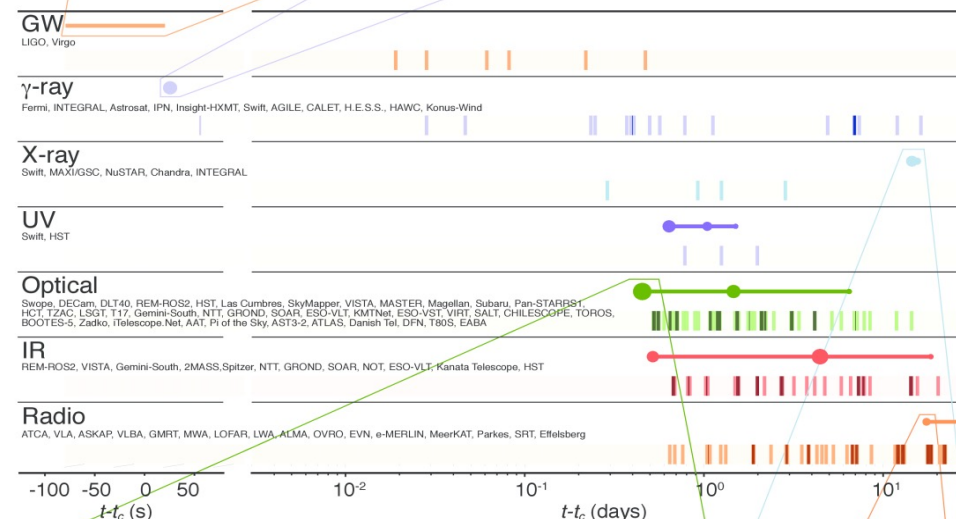 GW
LIGO, Virgo
γ-ray
Fermi, INTEGRAL, Astrosat, IPN, Insight-HXMT, Swift, AGILE, CALET, H.E.S.S., HAWC, Konus-Wind
X-ray
Swift, MAXI/GSC, NuSTAR, Chandra, INTEGRAL
UV
Swift, HST
Optical
Swope, DECam, DLT40, REM-ROS2, HST, Las Cumbres, SkyMapper, VISTA, MASTER, Magellan, Subaru, Pan-STARRS1,
HCT, TZAC, LSGT, T17, Gemini-South, NTT, GROND, SOAR, ESO-VLT, KMTNet, ESO-VST, VIRT, SALT, CHILESCOPE, TOROS,
BOOTES-5, Zadko, iTelescope.Net, AAT, Pi of the Sky, AST3-2, ATLAS, Danish Tel, DFN, T80S, EABA
IR
REM-ROS2, VISTA, Gemini-South, 2MASS,Spitzer, NTT, GROND, SOAR, NOT, ESO-VLT, Kanata Telescope, HST
Radio
ATCA, VLA, ASKAP, VLBA, GMRT, MWA, LOFAR, LWA, ALMA, OVRO, EVN, e-MERLIN, MeerKAT, Parkes, SRT, Effelsberg
-100 -50 0 50 10⁻² 10⁻¹ 10⁰ 10¹
t-t꜀ (s) t-t꜀ (days)